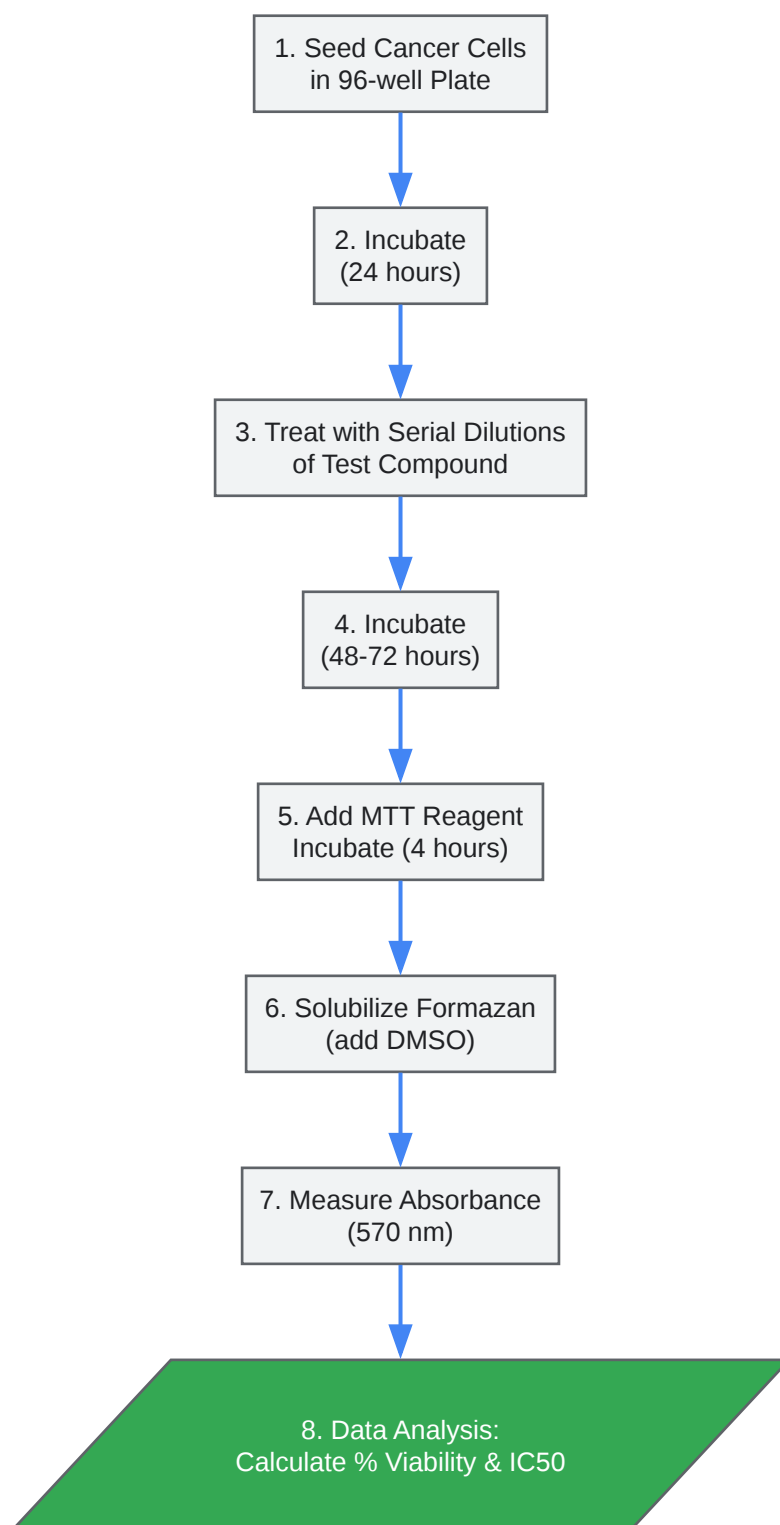 1. Seed Cancer Cells
in 96-well Plate
2. Incubate
(24 hours)
3. Treat with Serial Dilutions
of Test Compound
4. Incubate
(48-72 hours)
5. Add MTT Reagent
Incubate (4 hours)
6. Solubilize Formazan
(add DMSO)
7. Measure Absorbance
(570 nm)
8. Data Analysis:
Calculate % Viability & IC50